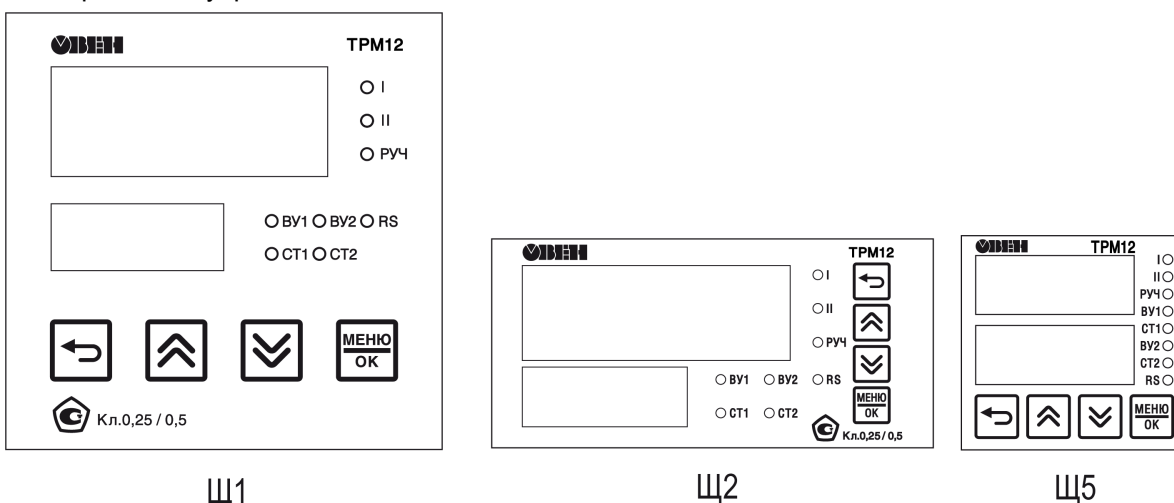 ОВЕН ТРМ12
I
II
РУЧ
ВУ1 ВУ2 RS
СТ1 СТ2
МЕНЮ
ОК
Кл.0,25 / 0,5
Щ1
ОВЕН ТРМ12
I
II
РУЧ
ВУ1 ВУ2 RS
СТ1 СТ2
МЕНЮ
ОК
Кл.0,25 / 0,5
Щ2
ОВЕН ТРМ12
I
II
РУЧ
ВУ1
СТ1
ВУ2
СТ2
RS
МЕНЮ
ОК
Щ5